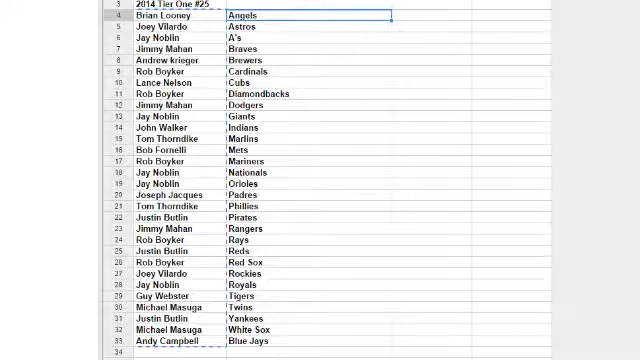 3 2014 Tier One #25
4 Brian Looney Angels
5 Joey Vilardo Astros
6 Jay Noblin A's
7 Jimmy Mahan Braves
8 Andrew krieger Brewers
9 Rob Boyker Cardinals
10 Lance Nelson Cubs
11 Rob Boyker Diamondbacks
12 Jimmy Mahan Dodgers
13 Jay Noblin Giants
14 John Walker Indians
15 Tom Thorndike Marlins
16 Bob Fornelli Mets
17 Rob Boyker Mariners
18 Jay Noblin Nationals
19 Jay Noblin Orioles
20 Joseph Jacques Padres
21 Tom Thorndike Phillies
22 Justin Butlin Pirates
23 Jimmy Mahan Rangers
24 Rob Boyker Rays
25 Justin Butlin Reds
26 Rob Boyker Red Sox
27 Joey Vilardo Rockies
28 Jay Noblin Royals
29 Guy Webster Tigers
30 Michael Masuga Twins
31 Justin Butlin Yankees
32 Michael Masuga White Sox
33 Andy Campbell Blue Jays
34